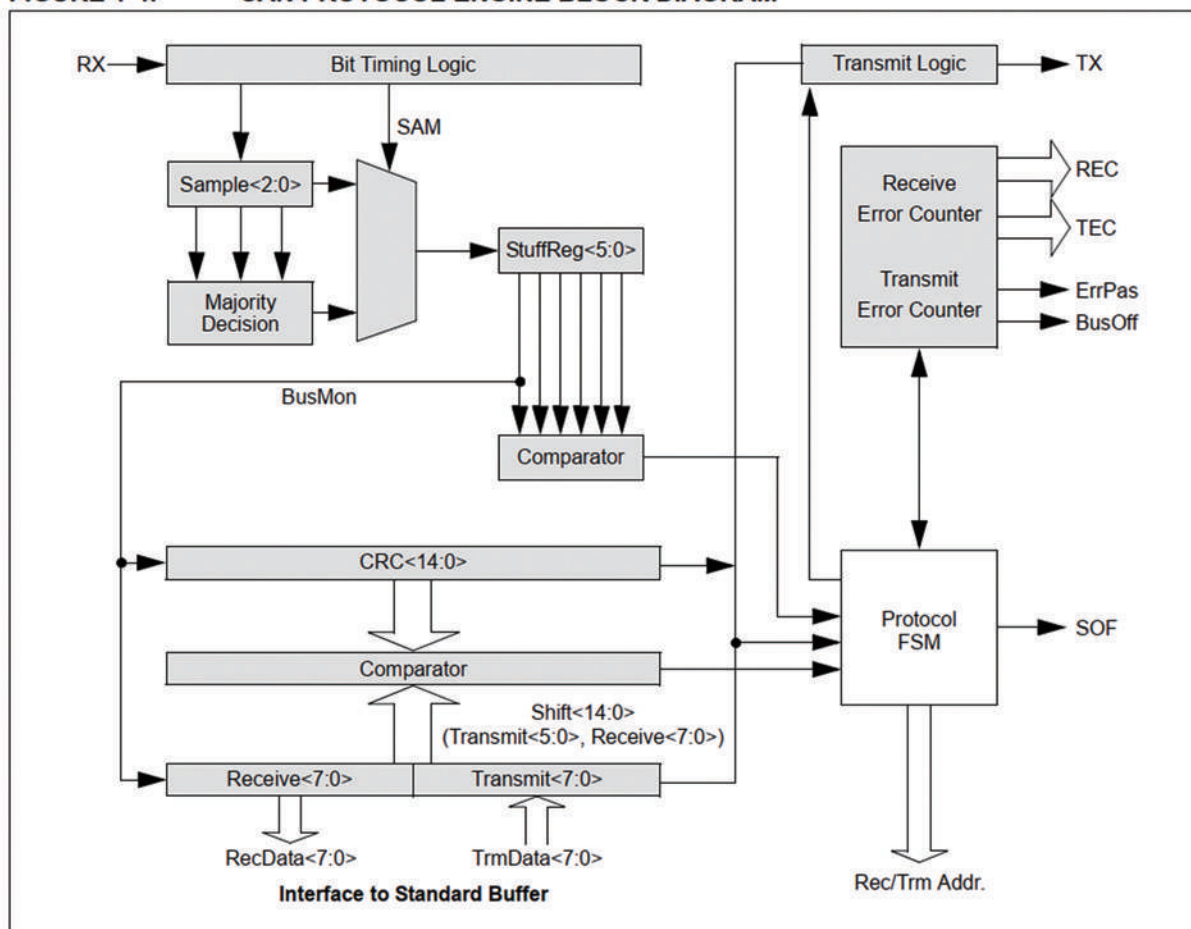 RX
Bit Timing Logic
Transmit Logic
TX
SAM
Sample<2:0>
Receive
Error Counter
REC
TEC
StuffReg<5:0>
Majority
Decision
Transmit
Error Counter
ErrPas
BusOff
BusMon
Comparator
CRC<14:0>
Protocol
FSM
SOF
Comparator
Shift<14:0>
(Transmit<5:0>, Receive<7:0>)
Receive<7:0>
Transmit<7:0>
RecData<7:0>
TrmData<7:0>
Interface to Standard Buffer
Rec/Trm Addr.